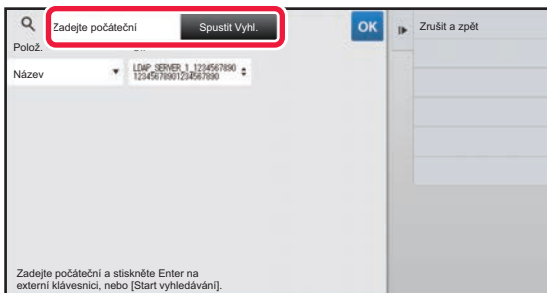 Zadejte počáteční
Spustit Vyhl.
OK
Zrušit a zpět
Polož.
Název
LDAP_SERVER_1_1234567890
12345678901234567890
Zadejte počáteční a stiskněte Enter na
externí klávesnici, nebo [Start vyhledávání].